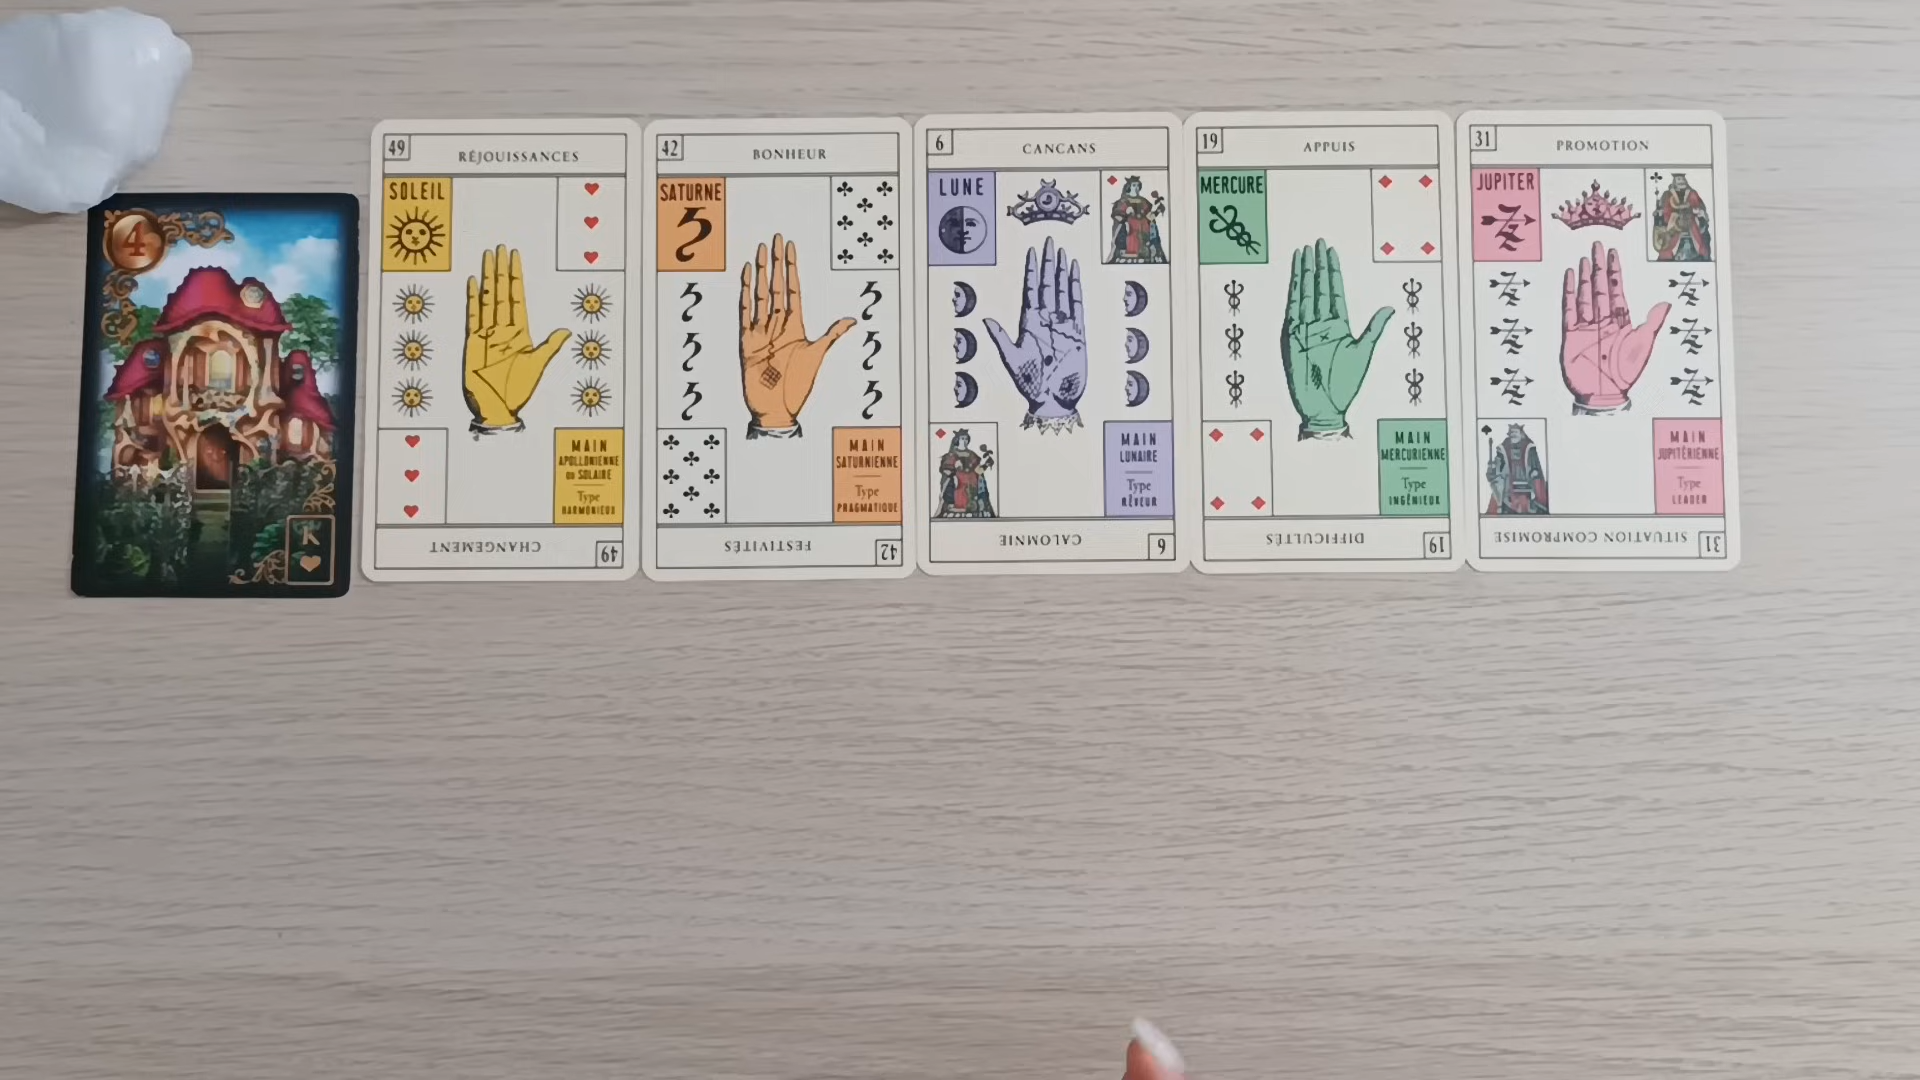 4
K
49
RÉJOUISSANCES
SOLEIL
MAIN
APOLLONIENNE
OU SOLAIRE
Type
HARMONIEUX
CHANGEMENT
49
42
BONHEUR
SATURNE
MAIN
SATURNIENNE
Type
PRAGMATIQUE
FESTIVITÉS
42
6
CANCANS
LUNE
MAIN
LUNAIRE
Type
RÊVEUR
CALOMNIE
6
19
APPUIS
MERCURE
MAIN
MERCURIENNE
Type
INGÉNIEUX
DIFFICULTÉS
19
31
PROMOTION
JUPITER
MAIN
JUPITÉRIENNE
Type
LEADER
SITUATION COMPROMISE
31